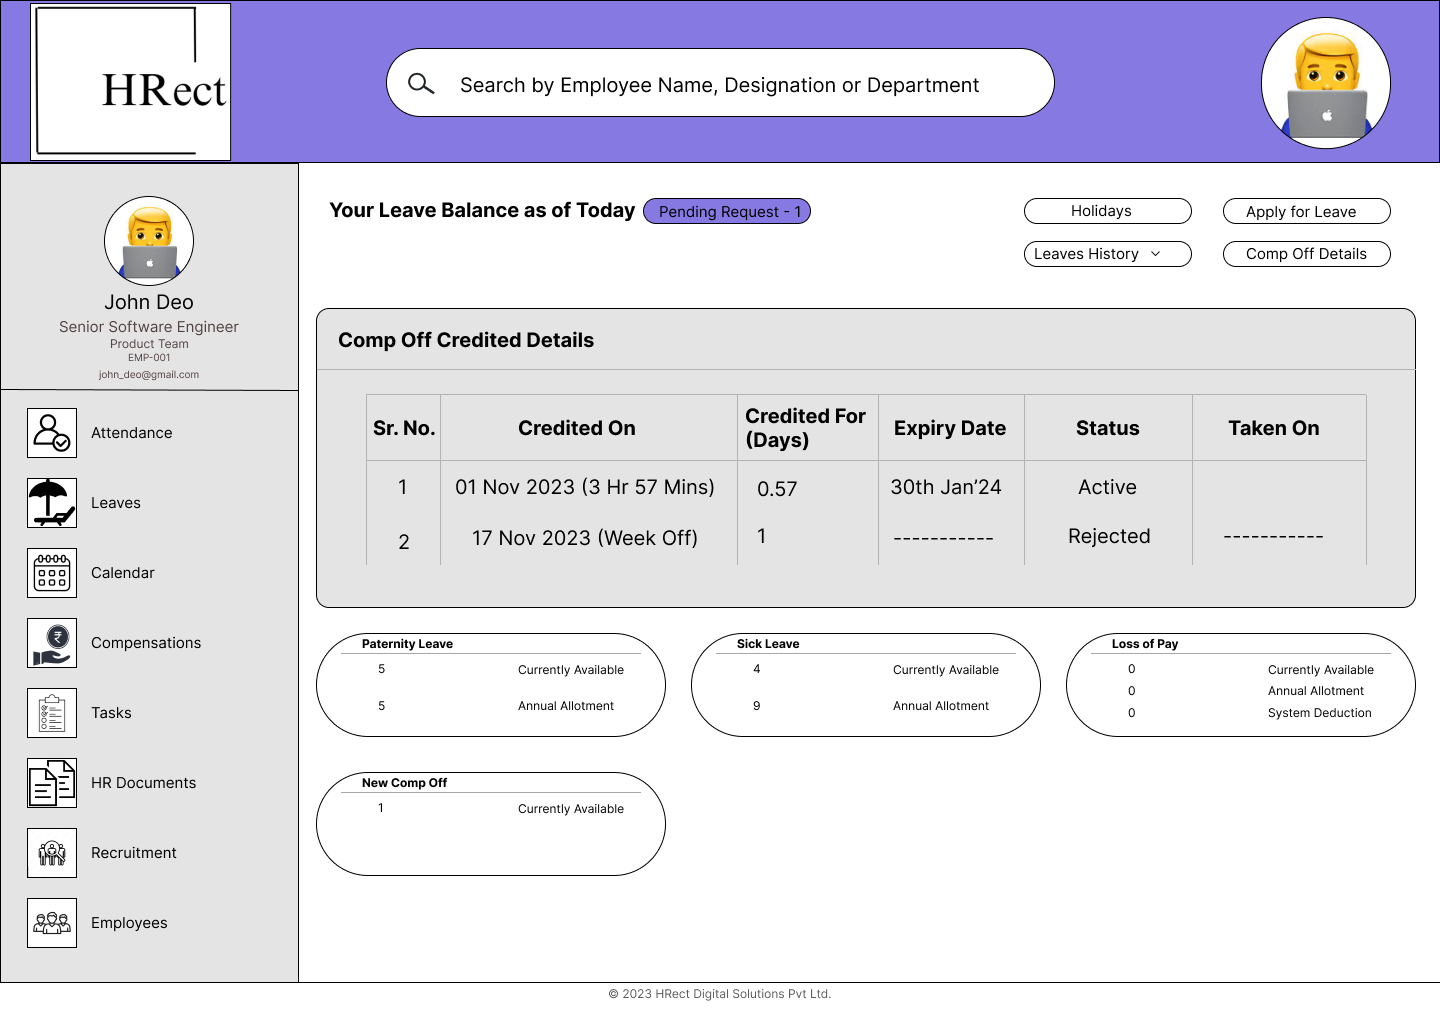 HRect
Search by Employee Name, Designation or Department
John Deo
Senior Software Engineer
Product Team
EMP-001
john_deo@gmail.com
Attendance
Leaves
Calendar
Compensations
Tasks
HR Documents
Recruitment
Employees
Your Leave Balance as of Today
Pending Request - 1
Holidays
Apply for Leave
Leaves History
Comp Off Details
Comp Off Credited Details
Sr. No. Credited On Credited For (Days) Expiry Date Status Taken On
1 01 Nov 2023 (3 Hr 57 Mins) 0.57 30th Jan’24 Active
2 17 Nov 2023 (Week Off) 1 ----------- Rejected -----------
Paternity Leave
5 Currently Available
5 Annual Allotment
Sick Leave
4 Currently Available
9 Annual Allotment
Loss of Pay
0 Currently Available
0 Annual Allotment
0 System Deduction
New Comp Off
1 Currently Available
© 2023 HRect Digital Solutions Pvt Ltd.